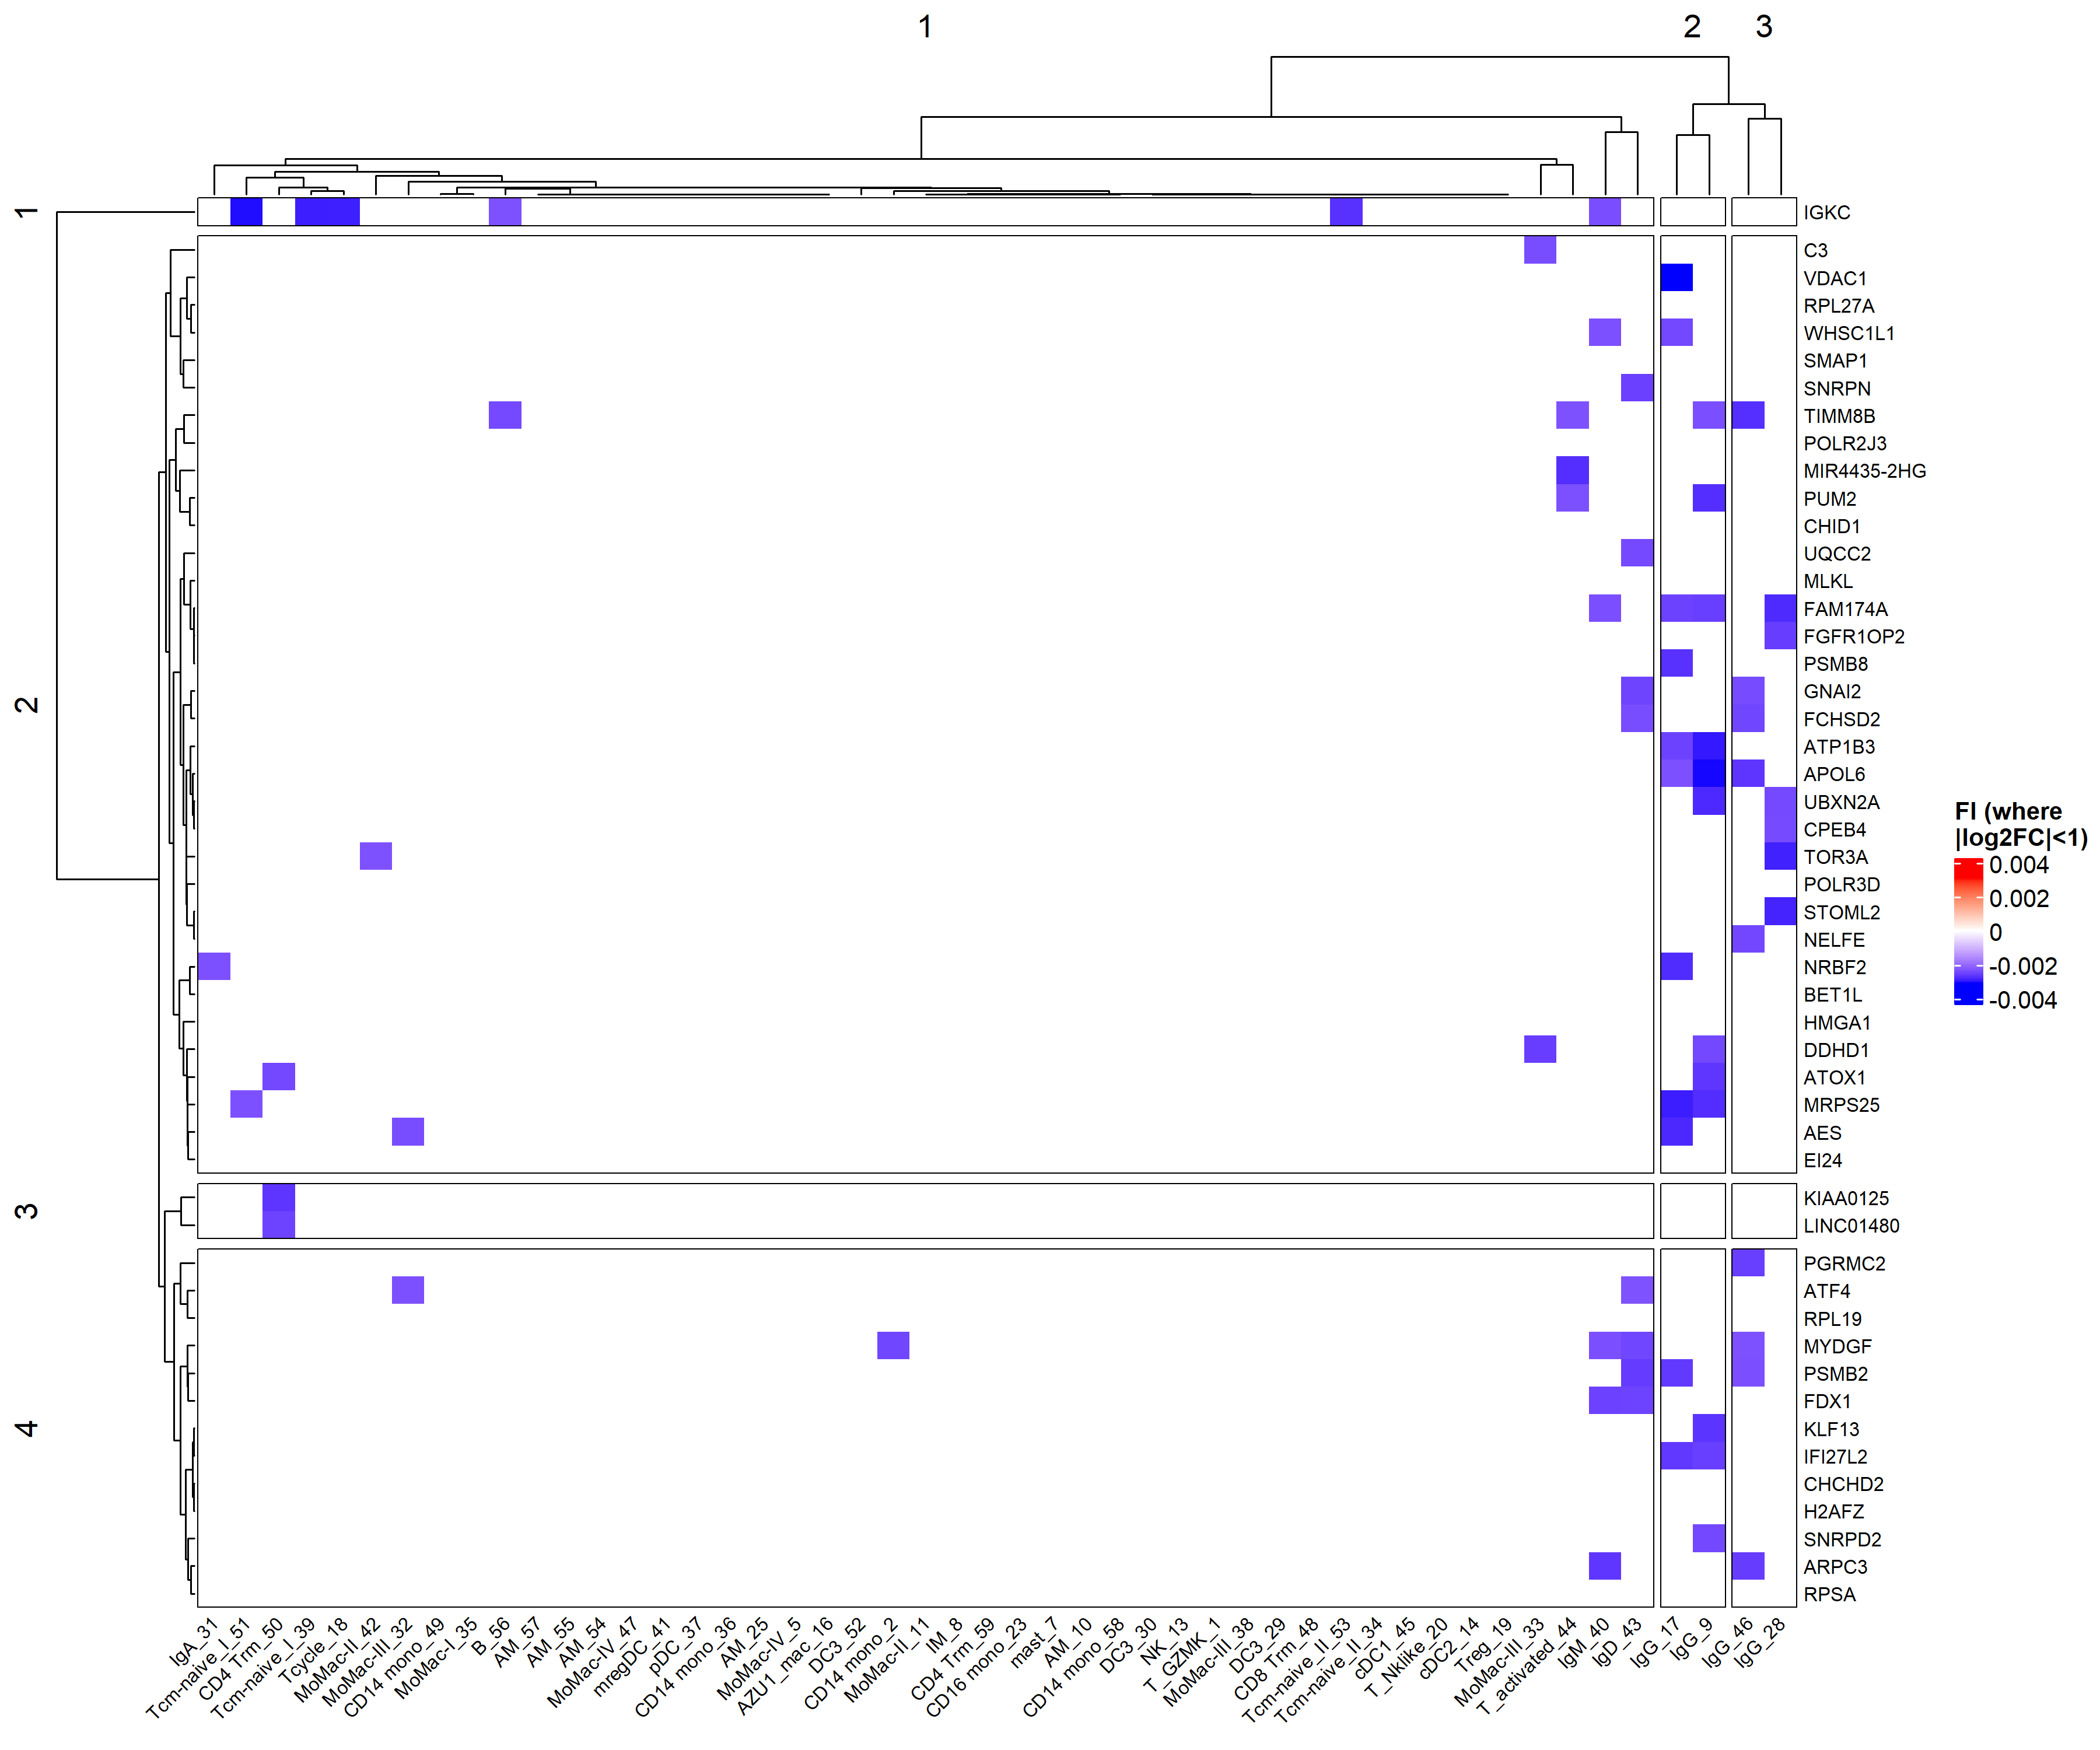 1 2 3
1
2
3
4
IGKC
C3
VDAC1
RPL27A
WHSC1L1
SMAP1
SNRPN
TIMM8B
POLR2J3
MIR4435-2HG
PUM2
CHID1
UQCC2
MLKL
FAM174A
FGFR1OP2
PSMB8
GNAI2
FCHSD2
ATP1B3
APOL6
UBXN2A
CPEB4
TOR3A
POLR3D
STOML2
NELFE
NRBF2
BET1L
HMGA1
DDHD1
ATOX1
MRPS25
AES
EI24
KIAA0125
LINC01480
PGRMC2
ATF4
RPL19
MYDGF
PSMB2
FDX1
KLF13
IFI27L2
CHCHD2
H2AFZ
SNRPD2
ARPC3
RPSA
FI (where
|log2FC|<1)
0.004
0.002
0
-0.002
-0.004
IgA_31
Tcm-naive_I_51
CD4 Trm_50
Tcm-naive_I_39
Tcycle_18
MoMac-II_42
MoMac-III_32
CD14 mono_49
MoMac-I_35
B_56
AM_57
AM_55
AM_54
MoMac-IV_47
mregDC_41
pDC_37
CD14 mono_36
AM_25
MoMac-IV_5
AZU1_mac_16
DC3_52
CD14 mono_2
MoMac-II_11
IM_8
CD4 Trm_59
CD16 mono_23
mast_7
AM_10
CD14 mono_58
DC3_30
NK_13
T_GZMK_1
MoMac-III_38
DC3_29
CD8 Trm_48
Tcm-naive_II_53
Tcm-naive_II_34
cDC1_45
T_Nklike_20
cDC2_14
Treg_19
MoMac-III_33
T_activated_44
IgM_40
IgD_43
IgG_17
IgG_9
IgG_46
IgG_28